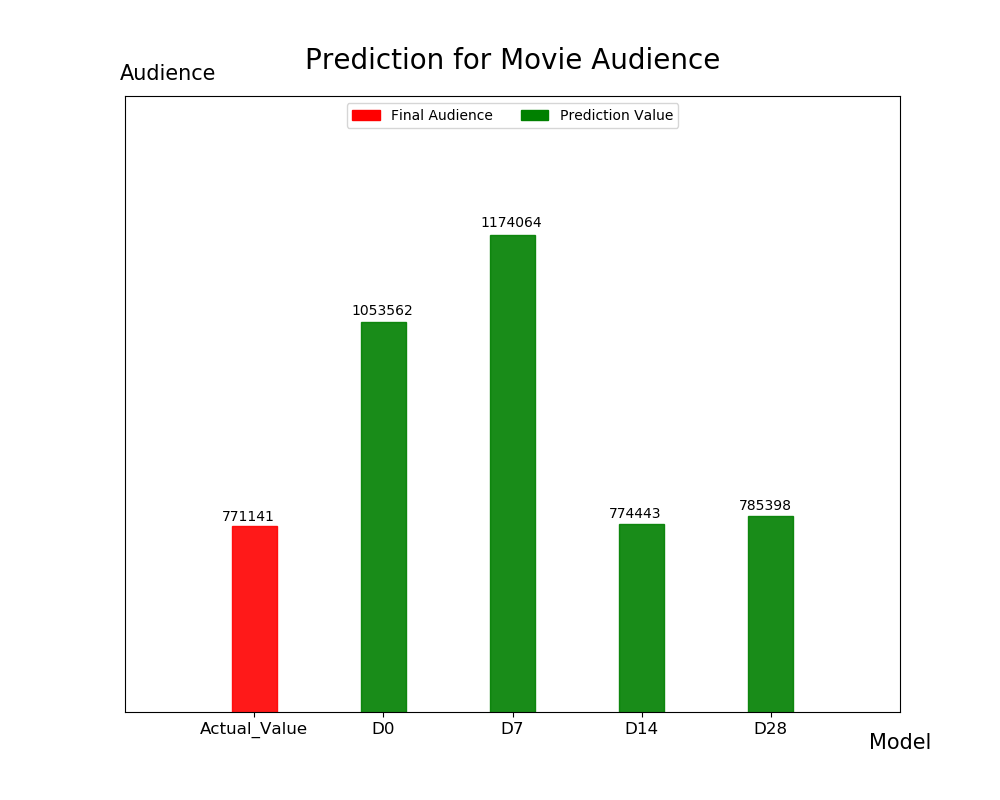 Prediction for Movie Audience
Audience
Final Audience
Prediction Value
1174064
1053562
785398
774443
771141
Actual_Value
D0
D7
D14
D28
Model